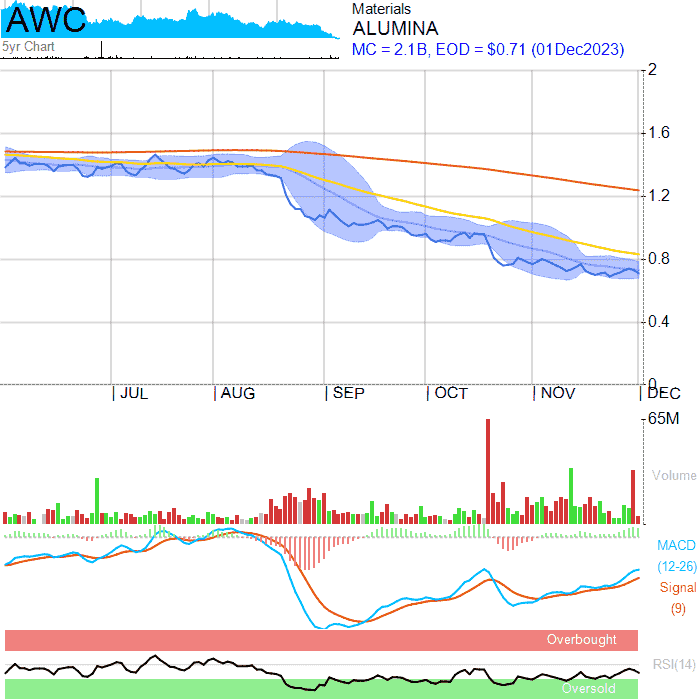 AWC
Materials
ALUMINA
MC = 2.1B, EOD = $0.71 (01Dec2023)
5yr Chart
2
1.6
1.2
0.8
0.4
0
JUL AUG SEP OCT NOV DEC
65M
Volume
MACD
(12-26)
Signal
(9)
Overbought
RSI(14)
Oversold